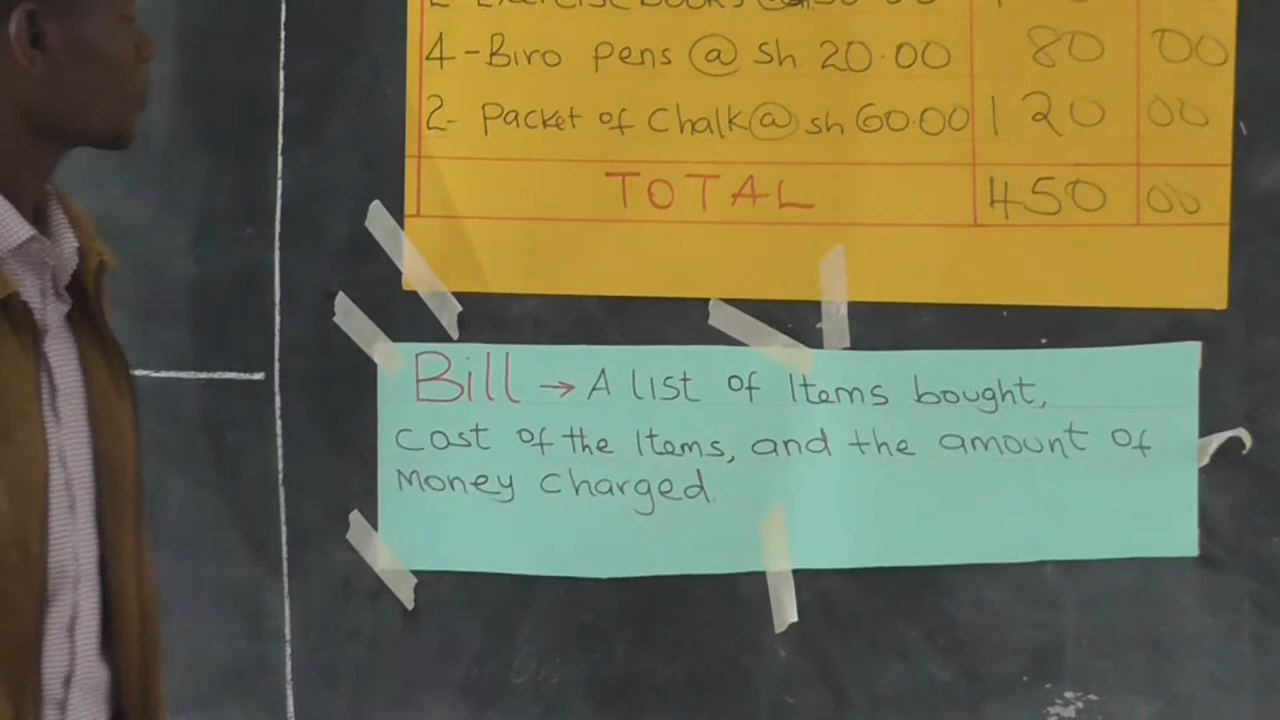 4 - Biro pens @ sh 20.00 80 00
2 - Packet of Chalk @ sh 60.00 120 00
TOTAL 450 00
Bill → A list of Items bought,
cost of the Items, and the amount of
Money charged.